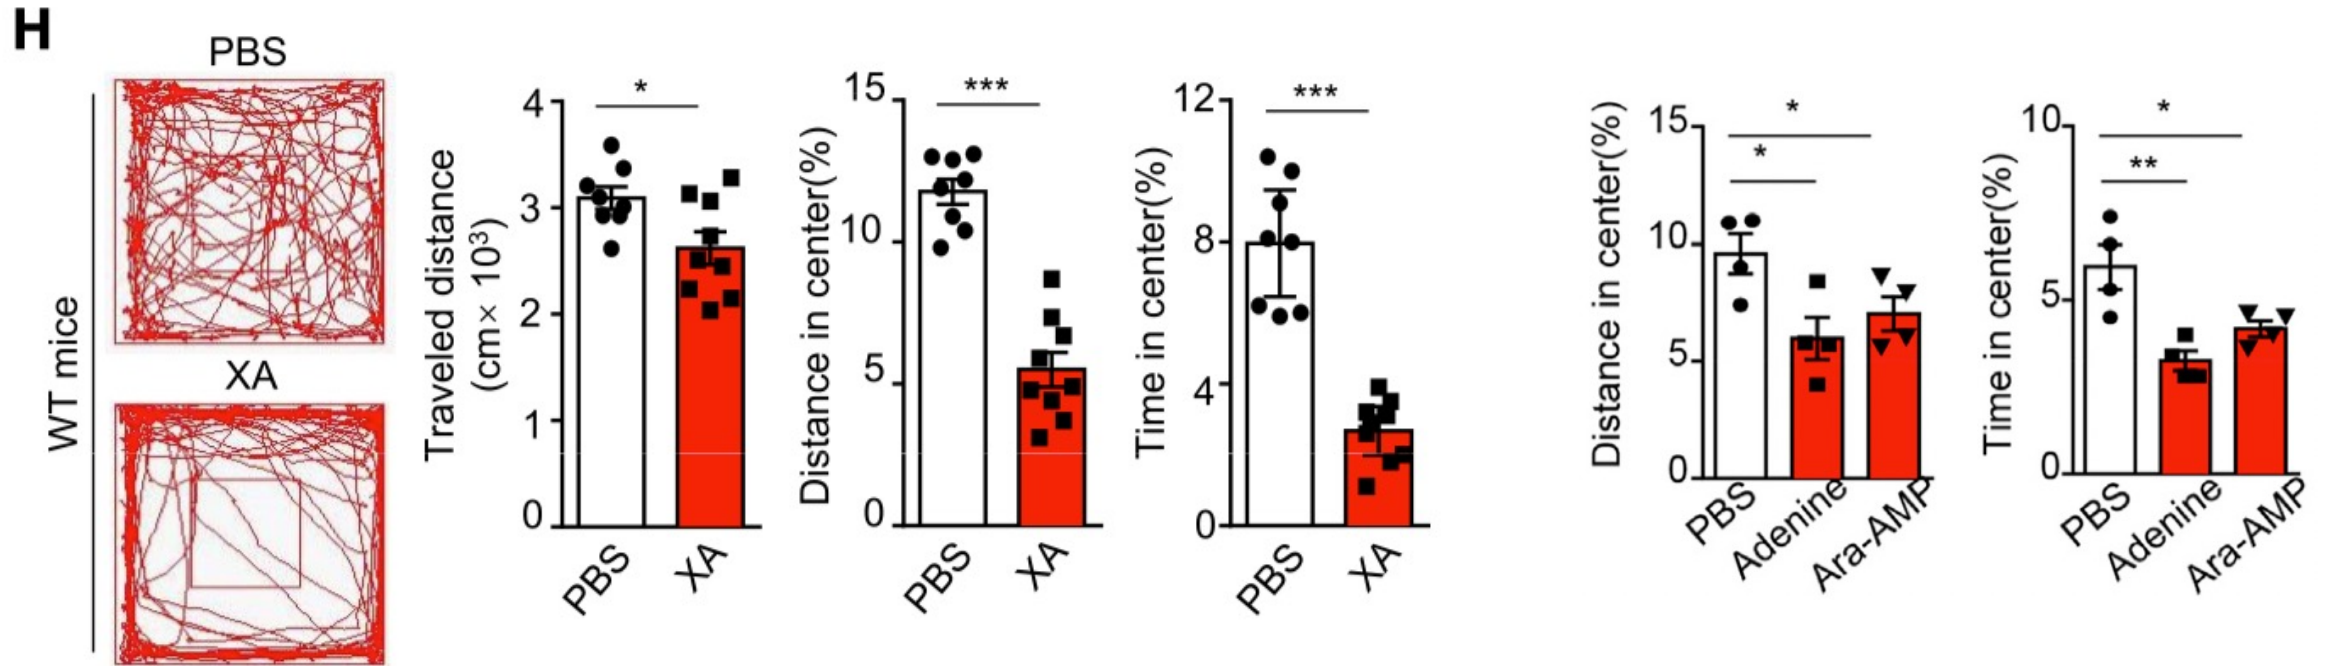 H
WT mice
PBS
XA
Traveled distance
(cm× 10³)
4
3
2
1
0
*
PBS
XA
Distance in center(%)
15
10
5
0
***
PBS
XA
Time in center(%)
12
8
4
0
***
PBS
XA
Distance in center(%)
15
10
5
0
*
*
PBS
Adenine
Ara-AMP
Time in center(%)
10
5
0
*
**
PBS
Adenine
Ara-AMP